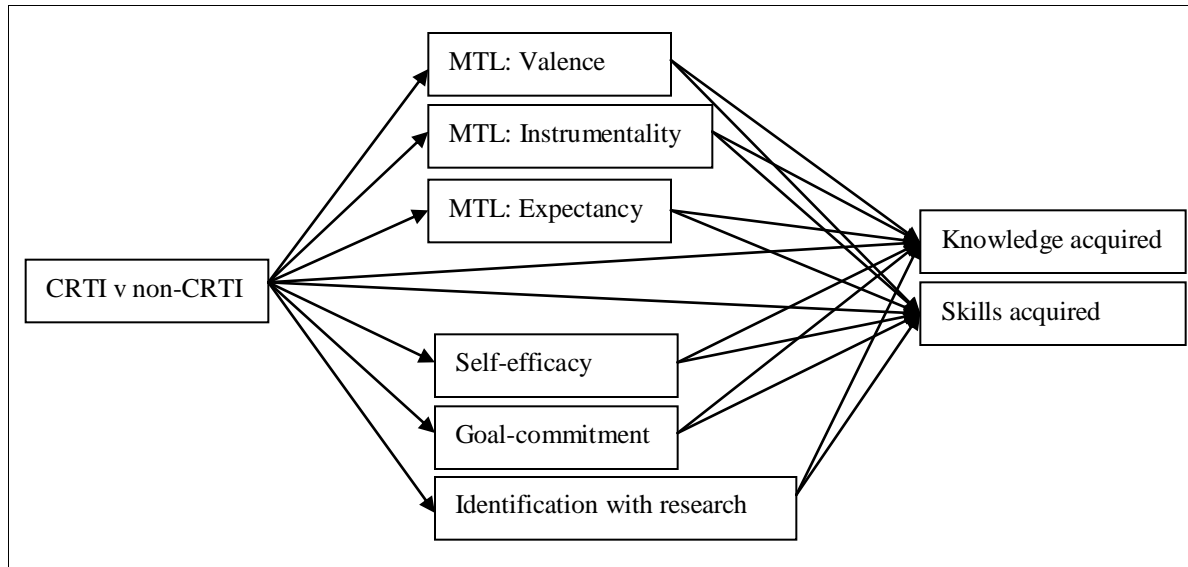 MTL: Valence
MTL: Instrumentality
MTL: Expectancy
Knowledge acquired
CRTI v non-CRTI
Skills acquired
Self-efficacy
Goal-commitment
Identification with research